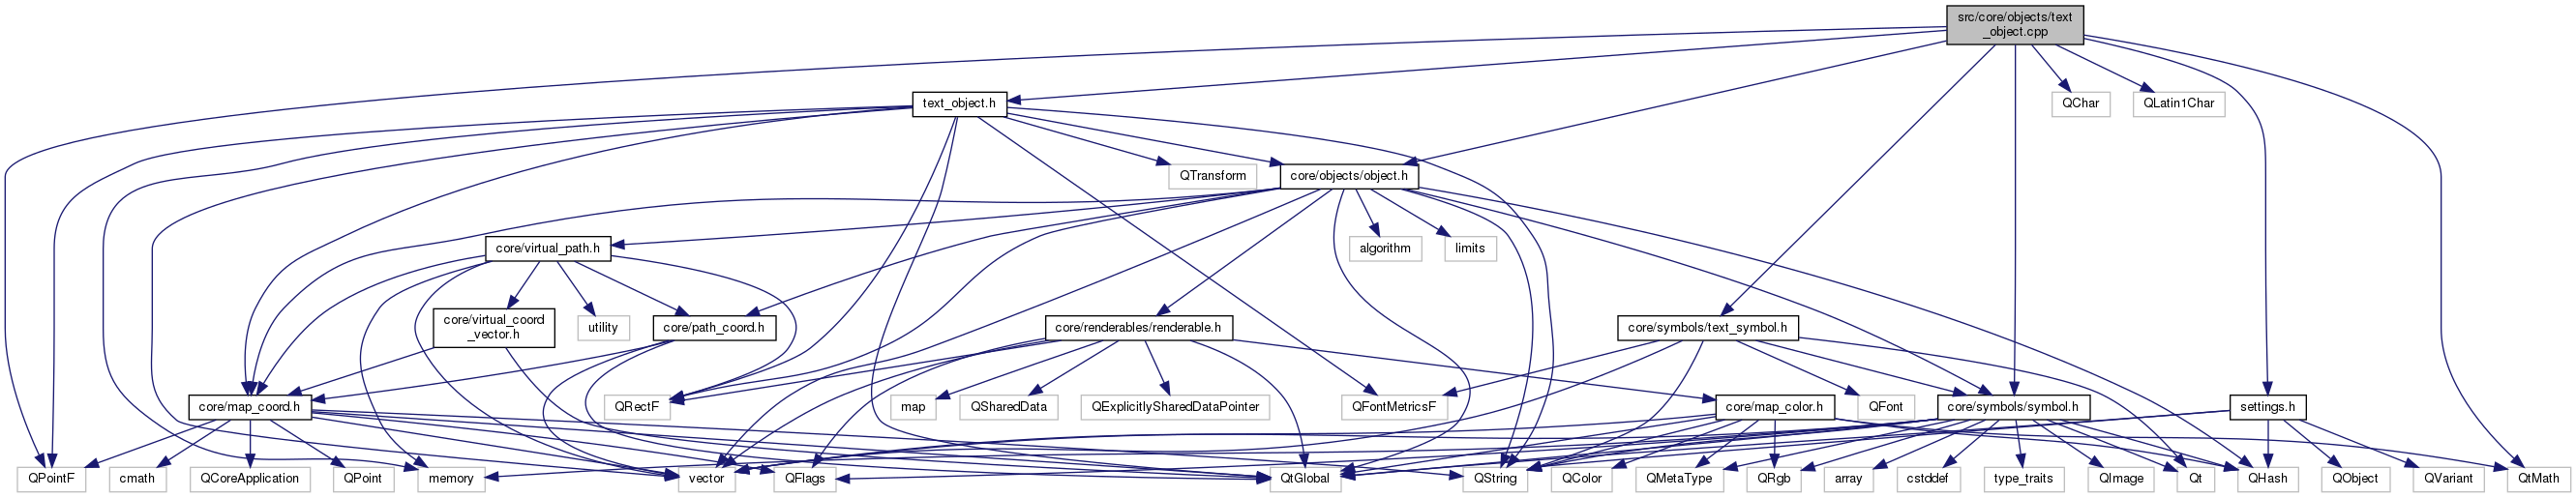 src/core/objects/text
_object.cpp
text_object.h
QChar
QLatin1Char
QTransform
core/objects/object.h
core/virtual_path.h
algorithm
limits
core/virtual_coord
_vector.h
utility
core/path_coord.h
core/renderables/renderable.h
core/symbols/text_symbol.h
core/map_coord.h
QRectF
map
QSharedData
QExplicitlySharedDataPointer
QFontMetricsF
core/map_color.h
QFont
core/symbols/symbol.h
settings.h
QPointF
cmath
QCoreApplication
QPoint
memory
vector
QFlags
QtGlobal
QString
QColor
QMetaType
QRgb
array
cstddef
type_traits
QImage
Qt
QHash
QObject
QVariant
QtMath